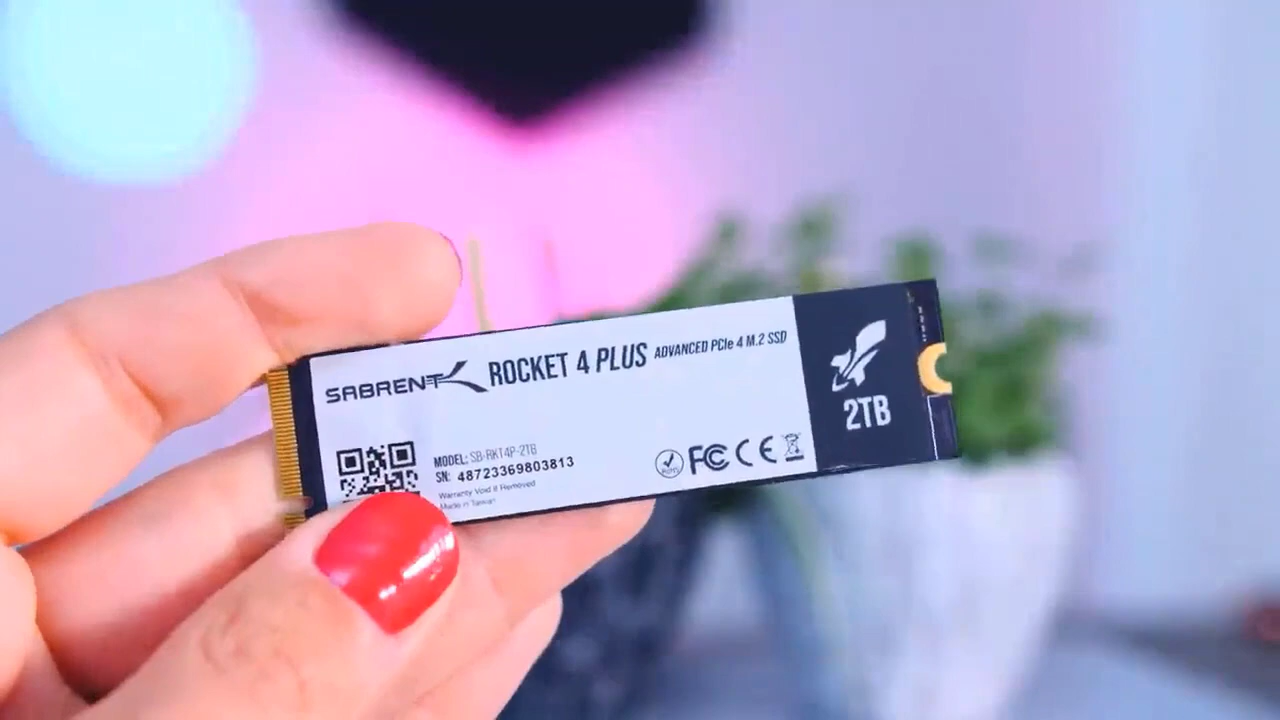 SABRENT ROCKET 4 PLUS ADVANCED PCIe 4 M.2 SSD
2TB
MODEL: SB-RKT4P-2TB
SN: 48723369803813
Warranty Void if Removed
Made in Taiwan
RoHS
FC CE